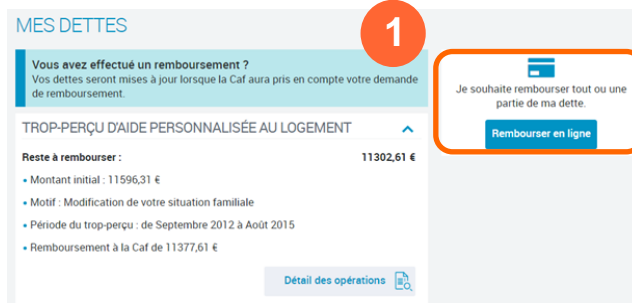 MES DETTES
1
Vous avez effectué un remboursement ?
Vos dettes seront mises à jour lorsque la Caf aura pris en compte votre demande
de remboursement.
Je souhaite rembourser tout ou une
partie de ma dette.
Rembourser en ligne
TROP-PERÇU D'AIDE PERSONNALISÉE AU LOGEMENT
Reste à rembourser : 11302,61 €
• Montant initial : 11596,31 €
• Motif : Modification de votre situation familiale
• Période du trop-perçu : de Septembre 2012 à Août 2015
• Remboursement à la Caf de 11377,61 €
Détail des opérations